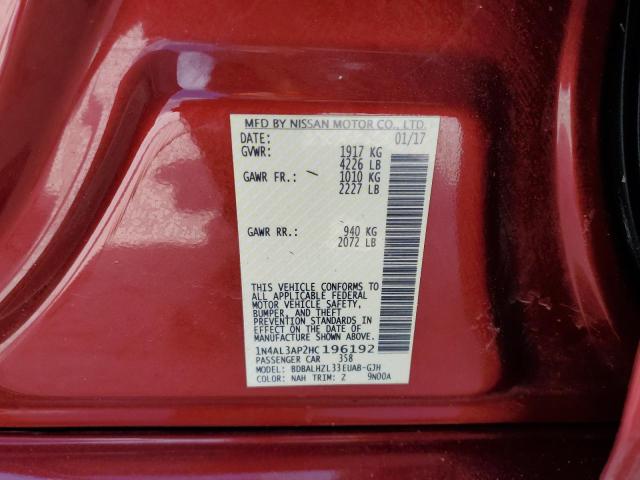 MFD BY NISSAN MOTOR CO., LTD.
DATE: 01/17
GVWR: 1917 KG
4226 LB
GAWR FR.: 1010 KG
2227 LB
GAWR RR.: 940 KG
2072 LB
THIS VEHICLE CONFORMS TO
ALL APPLICABLE FEDERAL
MOTOR VEHICLE SAFETY,
BUMPER, AND THEFT
PREVENTION STANDARDS IN
EFFECT ON THE DATE OF
MANUFACTURE SHOWN ABOVE.
1N4AL3AP2HC196192
PASSENGER CAR 358
MODEL: BDBALHZL33EUAB-GJH
COLOR: NAH TRIM: Z 9N00A